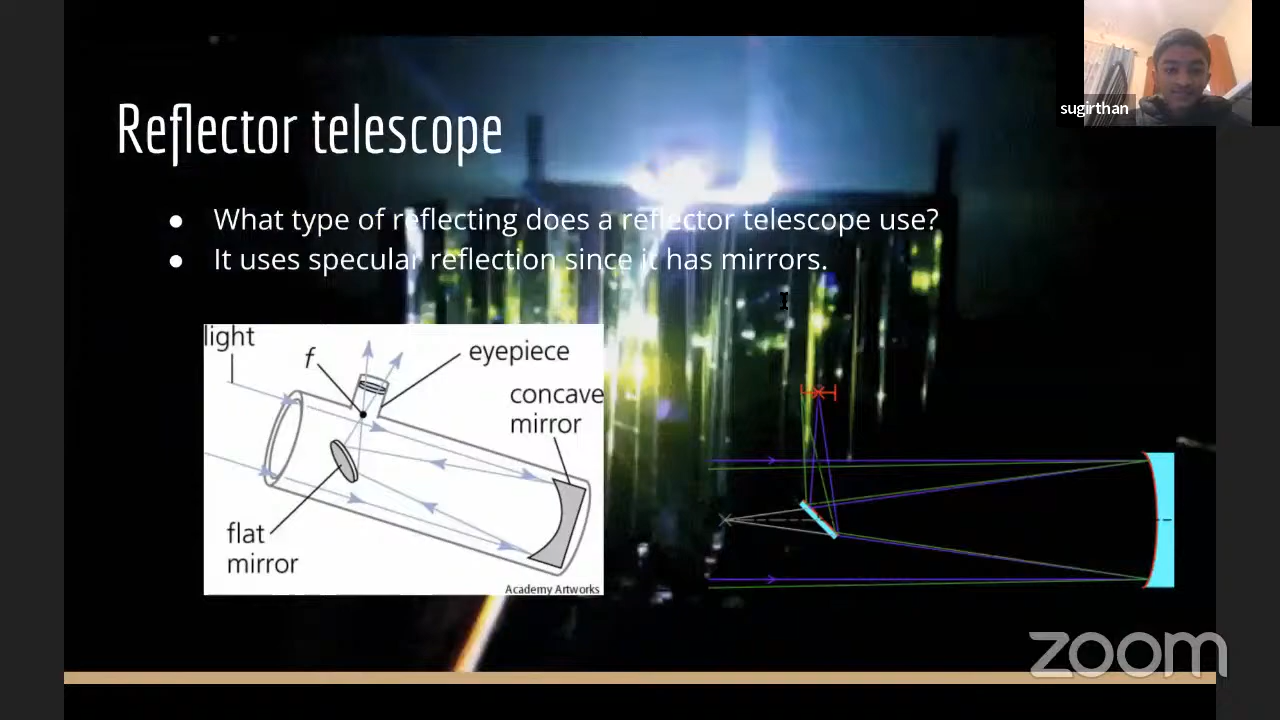 sugirthan
Reflector telescope
● What type of reflecting does a reflector telescope use?
● It uses specular reflection since it has mirrors.
light
f
eyepiece
concave
mirror
flat
mirror
Academy Artworks
zoom